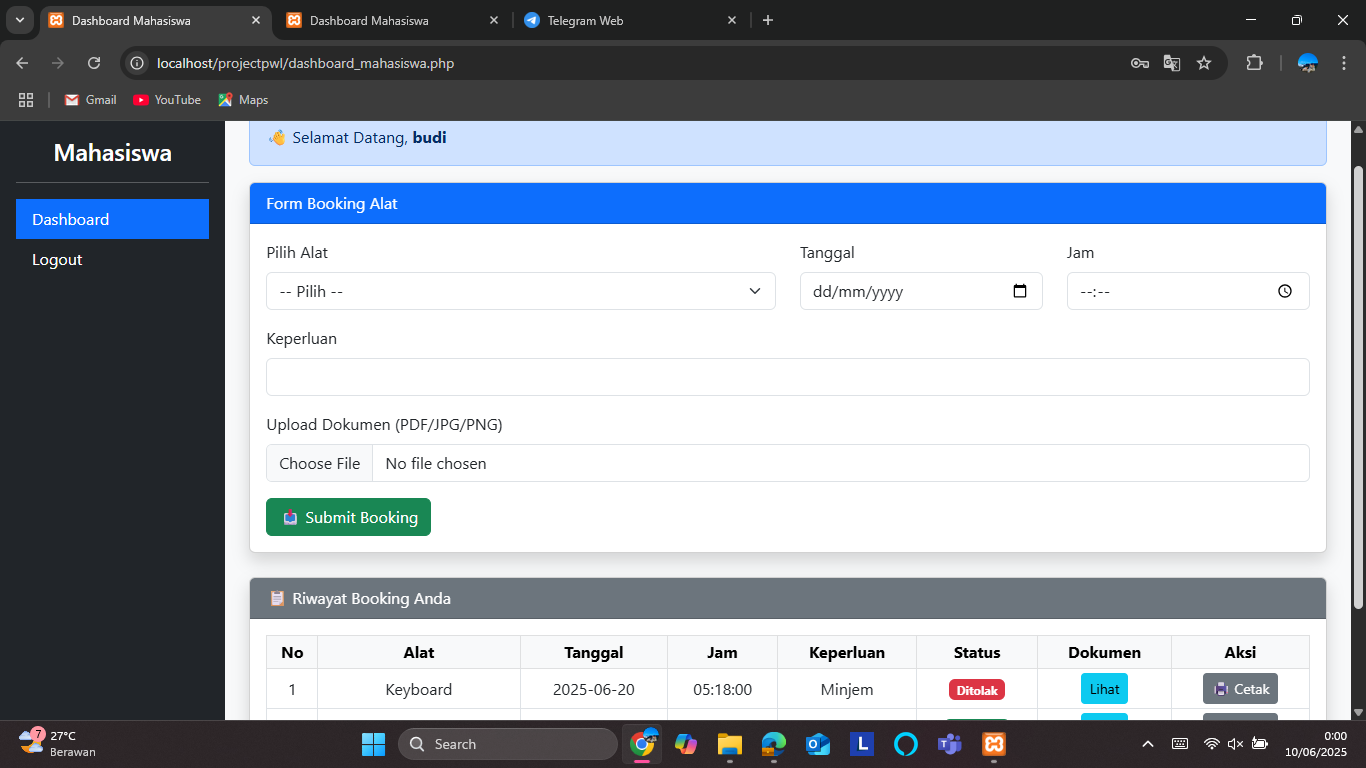 Dashboard Mahasiswa
Dashboard Mahasiswa
Telegram Web
localhost/projectpwl/dashboard_mahasiswa.php
Gmail
YouTube
Maps
Mahasiswa
Dashboard
Logout
👋 Selamat Datang, budi
Form Booking Alat
Pilih Alat Tanggal Jam
-- Pilih -- dd/mm/yyyy --:--
Keperluan
Upload Dokumen (PDF/JPG/PNG)
Choose File No file chosen
📥 Submit Booking
📋 Riwayat Booking Anda
No Alat Tanggal Jam Keperluan Status Dokumen Aksi
1 Keyboard 2025-06-20 05:18:00 Minjem Ditolak Lihat 🖨 Cetak
7
27°C
Berawan
Search
L
0:00
10/06/2025